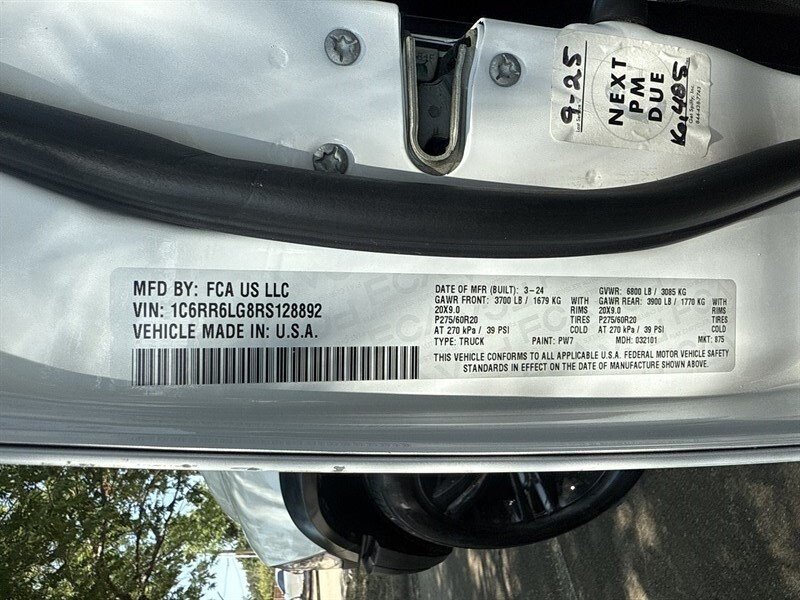 9-25
NEXT
PM
DUE
MFD BY: FCA US LLC
VIN: 1C6RR6LG8RS128892
VEHICLE MADE IN: U.S.A.
DATE OF MFR (BUILT): 3-24 GVWR: 6800 LB / 3085 KG
GAWR FRONT: 3700 LB / 1679 KG WITH GAWR REAR: 3900 LB / 1770 KG WITH
20X9.0 RIMS 20X9.0 RIMS
P275/60R20 TIRES P275/60R20 TIRES
AT 270 kPa / 39 PSI COLD AT 270 kPa / 39 PSI COLD
TYPE: TRUCK PAINT: PW7 MDH: 032101 MKT: 875
THIS VEHICLE CONFORMS TO ALL APPLICABLE U.S.A. FEDERAL MOTOR VEHICLE SAFETY
STANDARDS IN EFFECT ON THE DATE OF MANUFACTURE SHOWN ABOVE.